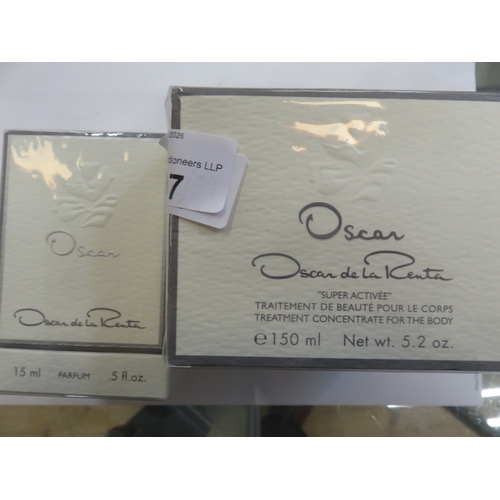 Oscar
Oscar de la Renta
15 ml PARFUM .5 fl.oz.
2026
tioneers LLP
7
Oscar
Oscar de la Renta
"SUPER ACTIVÉE"
TRAITEMENT DE BEAUTÉ POUR LE CORPS
TREATMENT CONCENTRATE FOR THE BODY
e 150 ml Net wt. 5.2 oz.